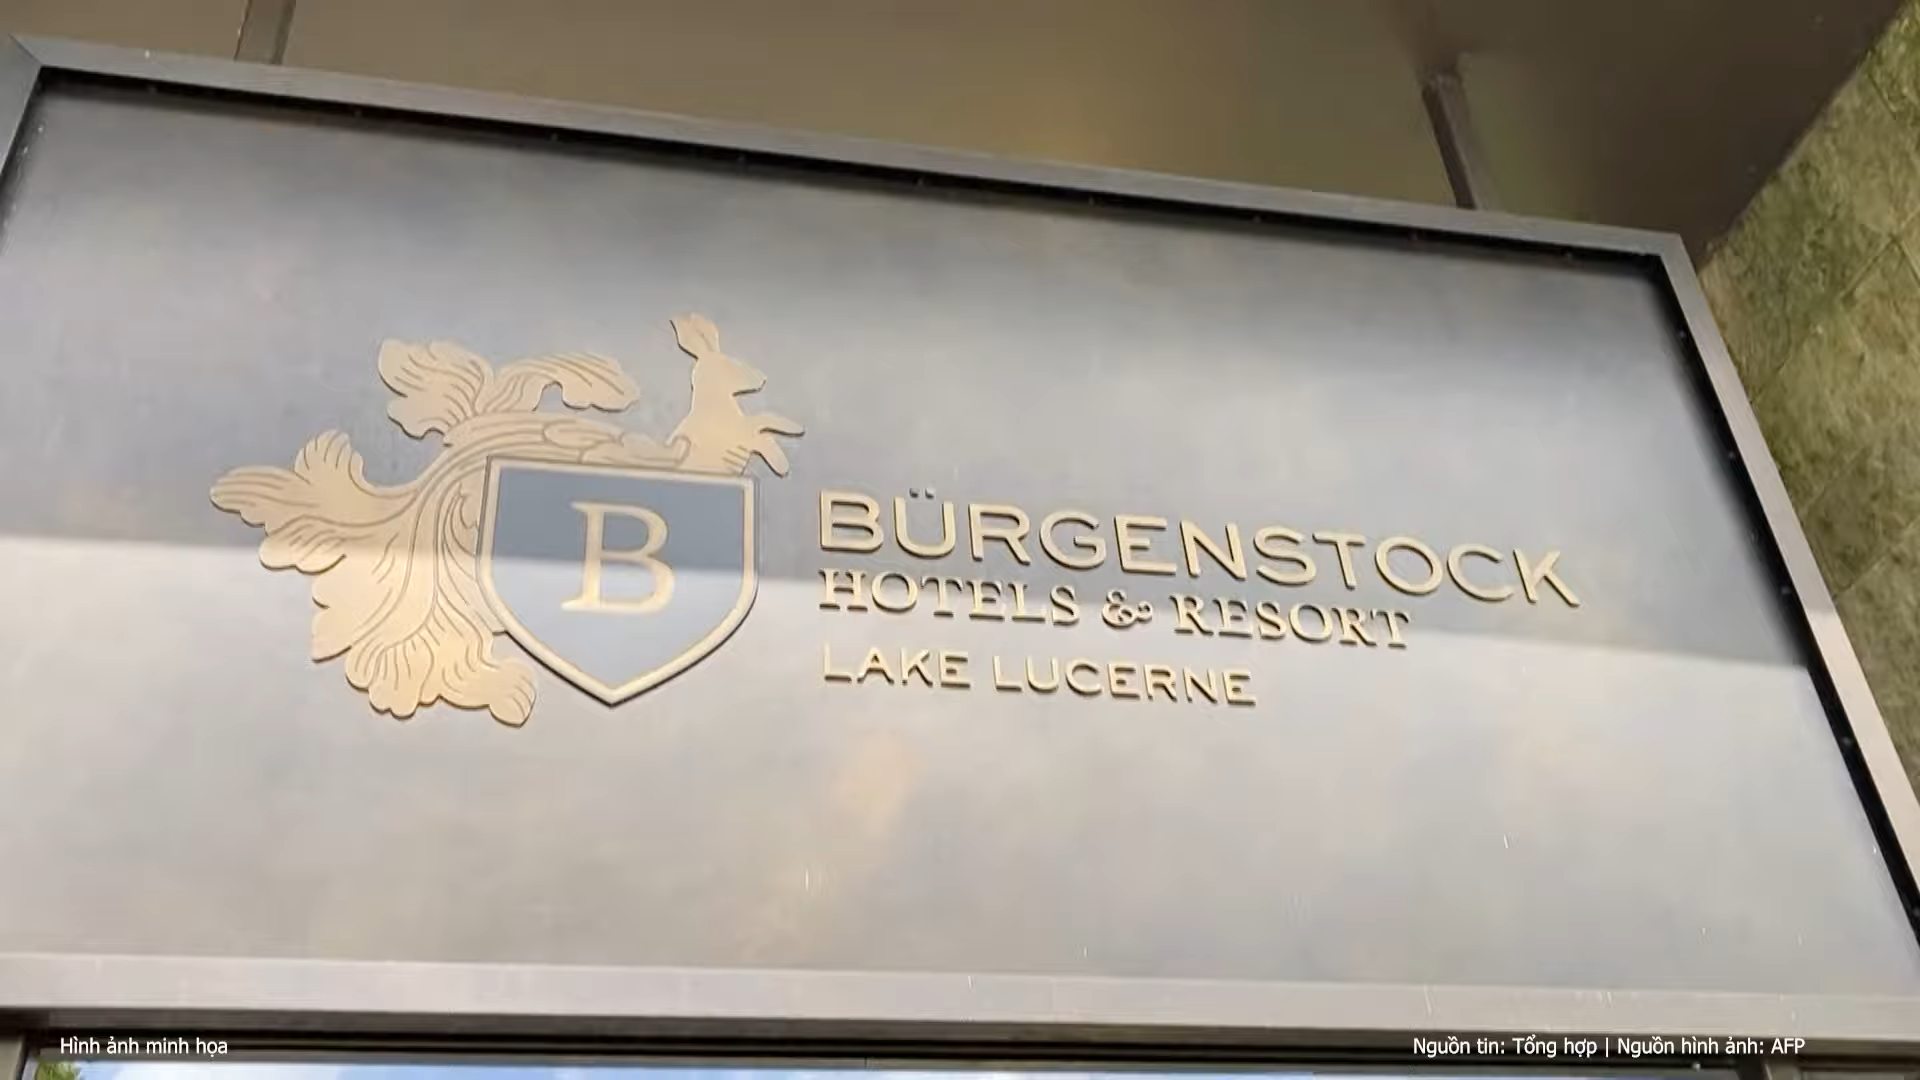 B
BÜRGENSTOCK
HOTELS & RESORT
LAKE LUCERNE
Hình ảnh minh họa
Nguồn tin: Tổng hợp | Nguồn hình ảnh: AFP